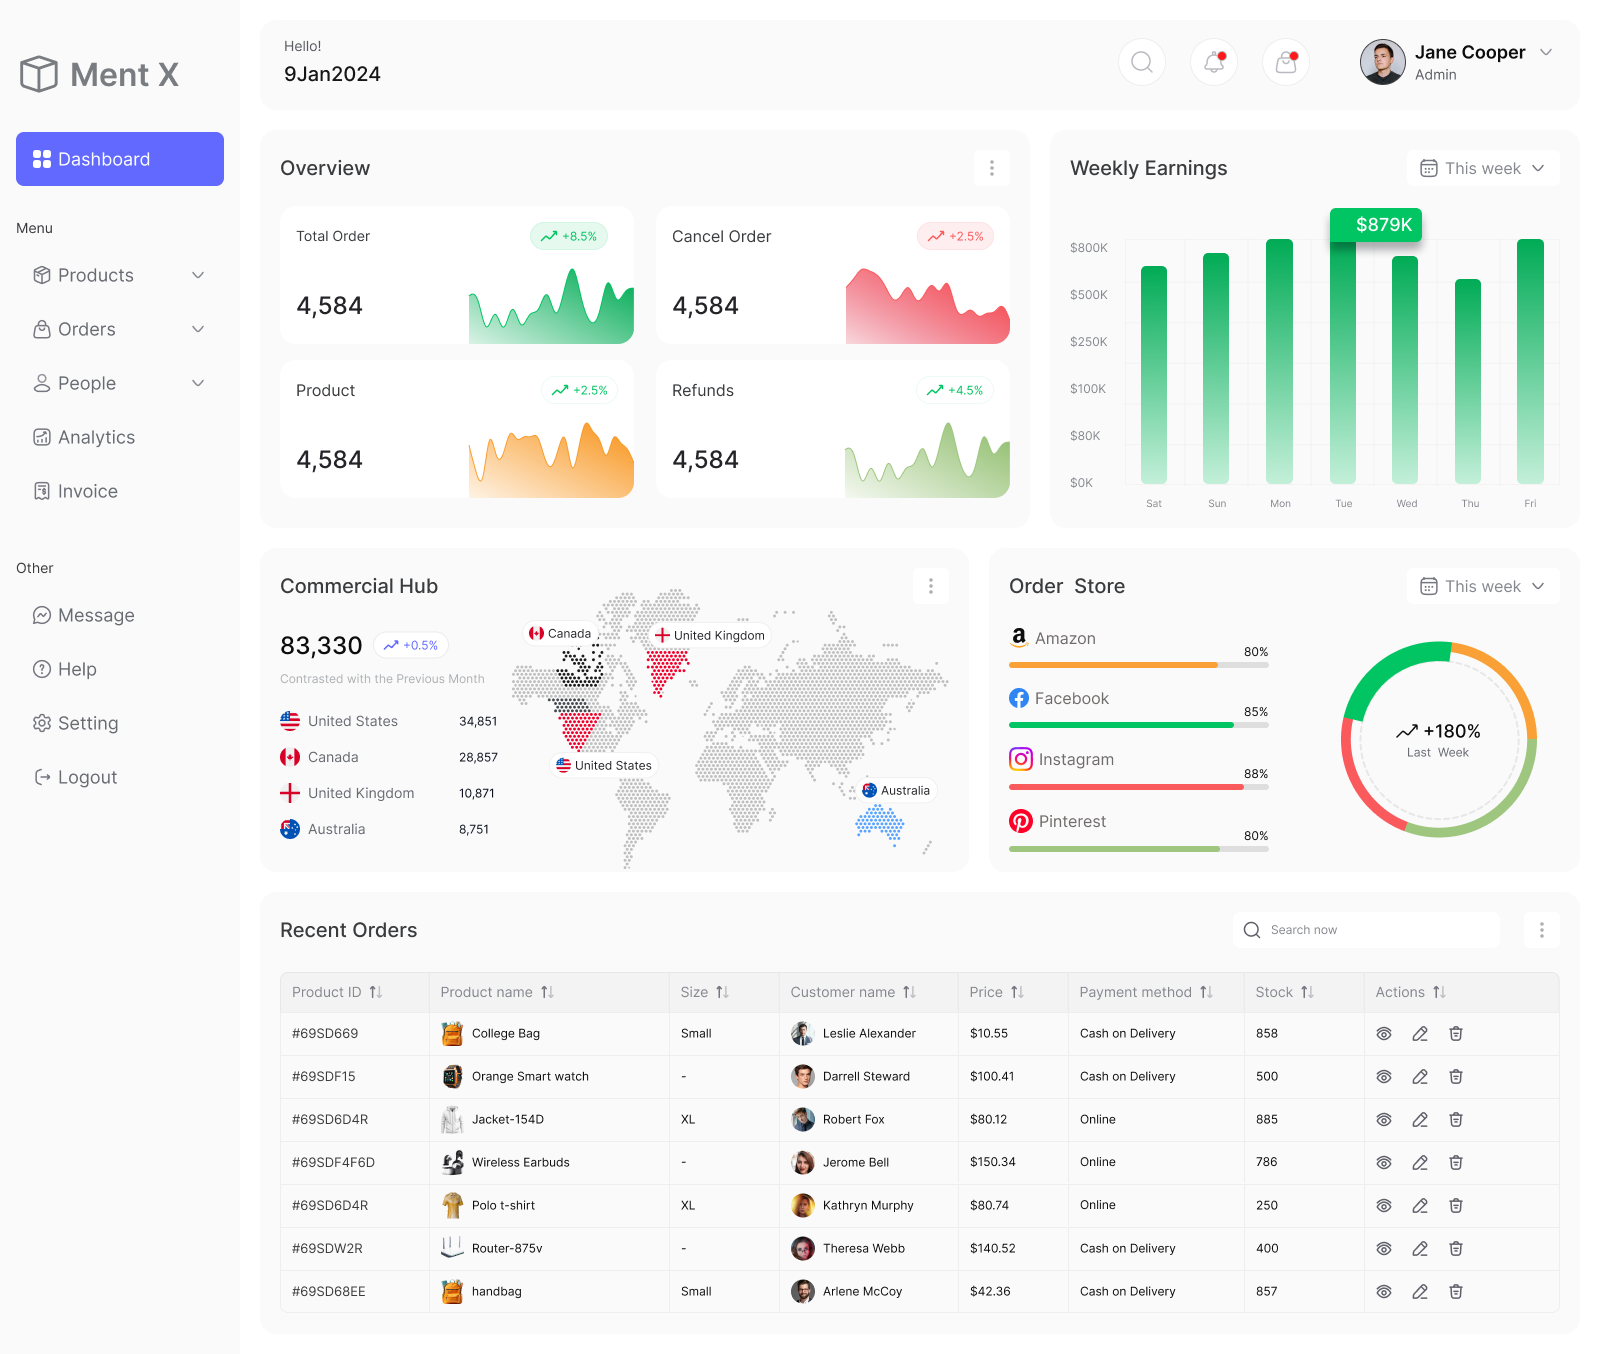 Ment X
Dashboard
Menu
Products
Orders
People
Analytics
Invoice
Other
Message
Help
Setting
Logout
Hello!
9Jan2024
Jane Cooper
Admin
Overview
Total Order
+8.5%
4,584
Cancel Order
+2.5%
4,584
Product
+2.5%
4,584
Refunds
+4.5%
4,584
Weekly Earnings
This week
$879K
$800K
$500K
$250K
$100K
$80K
$0K
Sat Sun Mon Tue Wed Thu Fri
Commercial Hub
83,330
+0.5%
Contrasted with the Previous Month
United States 34,851
Canada 28,857
United Kingdom 10,871
Australia 8,751
Canada
United Kingdom
United States
Australia
Order Store
This week
a Amazon
80%
Facebook
85%
Instagram
88%
Pinterest
80%
+180%
Last Week
Recent Orders
Search now
Product ID Product name Size Customer name Price Payment method Stock Actions
#69SD669 College Bag Small Leslie Alexander $10.55 Cash on Delivery 858
#69SDF15 Orange Smart watch - Darrell Steward $100.41 Cash on Delivery 500
#69SD6D4R Jacket-154D XL Robert Fox $80.12 Online 885
#69SDF4F6D Wireless Earbuds - Jerome Bell $150.34 Online 786
#69SD6D4R Polo t-shirt XL Kathryn Murphy $80.74 Online 250
#69SDW2R Router-875v - Theresa Webb $140.52 Cash on Delivery 400
#69SD68EE handbag Small Arlene McCoy $42.36 Cash on Delivery 857